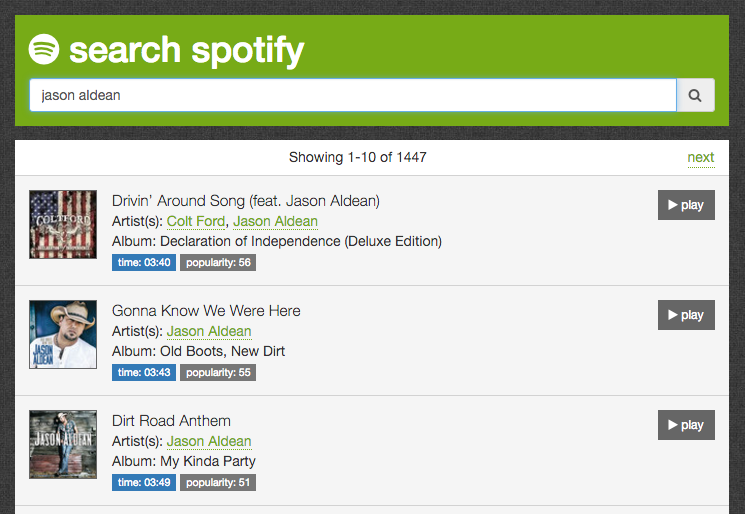 search spotify
jason aldean
Showing 1-10 of 1447 next
Drivin’ Around Song (feat. Jason Aldean)
play
Artist(s): Colt Ford, Jason Aldean
Album: Declaration of Independence (Deluxe Edition)
time: 03:40 popularity: 56
COLT FORD
Gonna Know We Were Here
play
Artist(s): Jason Aldean
Album: Old Boots, New Dirt
time: 03:43 popularity: 55
JASON
ALDEAN
Dirt Road Anthem
play
Artist(s): Jason Aldean
Album: My Kinda Party
time: 03:49 popularity: 51
JASON ALDEAN